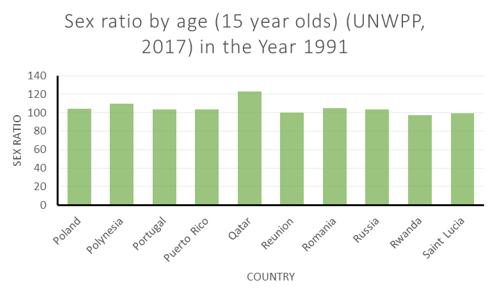 Sex ratio by age (15 year olds) (UNWPP,
2017) in the Year 1991
140
120
100
80
60
40
20
0
SEX RATIO
Poland
Polynesia
Portugal
Puerto Rico
Qatar
Reunion
Romania
Russia
Rwanda
Saint Lucia
COUNTRY